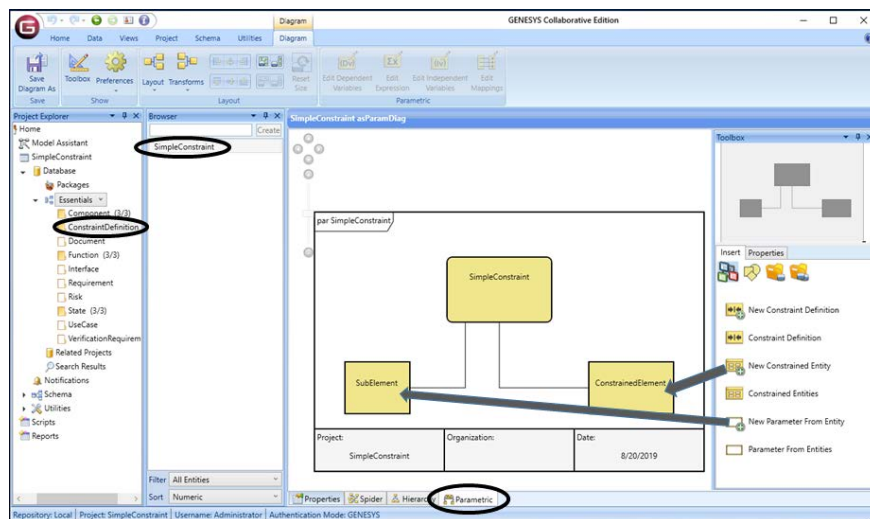 Diagram
GENESYS Collaborative Edition
Home Data Views Project Schema Utilities Diagram
Save
Diagram As
Toolbox Preferences
Layout Transforms
Reset
Size
Edit Dependent
Variables
Edit
Expression
Edit Independent
Variables
Edit
Mappings
Save Show Layout Parametric
Project Explorer
Home
Model Assistant
SimpleConstraint
Database
Packages
Essentials
Component (3/3)
ConstraintDefinition
Document
Function (3/3)
Interface
Requirement
Risk
State (3/3)
UseCase
VerificationRequirem
Related Projects
Search Results
Notifications
Schema
Utilities
Scripts
Reports
Browser
Create
SimpleConstraint
Filter All Entities
Sort Numeric
SimpleConstraint asParamDiag
par SimpleConstraint
SimpleConstraint
SubElement
ConstrainedElement
Project:
SimpleConstraint
Organization:
Date:
8/20/2019
Properties Spider Hierarchy Parametric
Toolbox
Insert Properties
New Constraint Definition
Constraint Definition
New Constrained Entity
Constrained Entities
New Parameter From Entity
Parameter From Entities
Repository: Local Project: SimpleConstraint Username: Administrator Authentication Mode: GENESYS